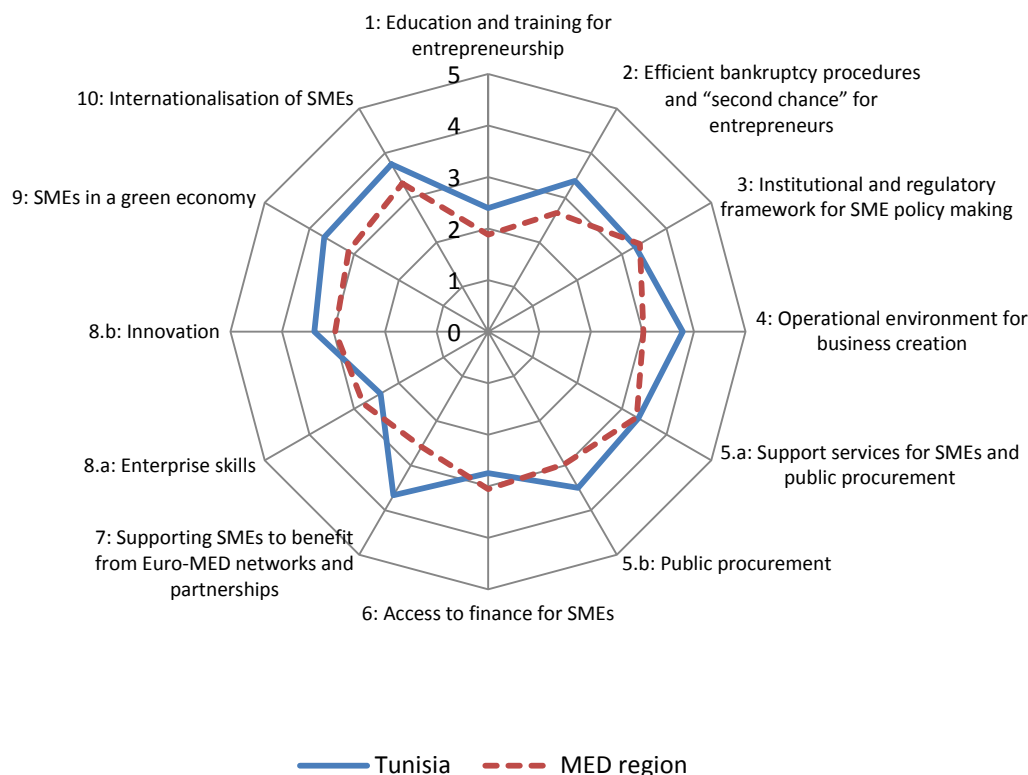 1: Education and training for
entrepreneurship
2: Efficient bankruptcy procedures
and “second chance” for
entrepreneurs
3: Institutional and regulatory
framework for SME policy making
4: Operational environment for
business creation
5.a: Support services for SMEs and
public procurement
5.b: Public procurement
6: Access to finance for SMEs
7: Supporting SMEs to benefit
from Euro-MED networks and
partnerships
8.a: Enterprise skills
8.b: Innovation
9: SMEs in a green economy
10: Internationalisation of SMEs
5
4
3
2
1
0
Tunisia
MED region